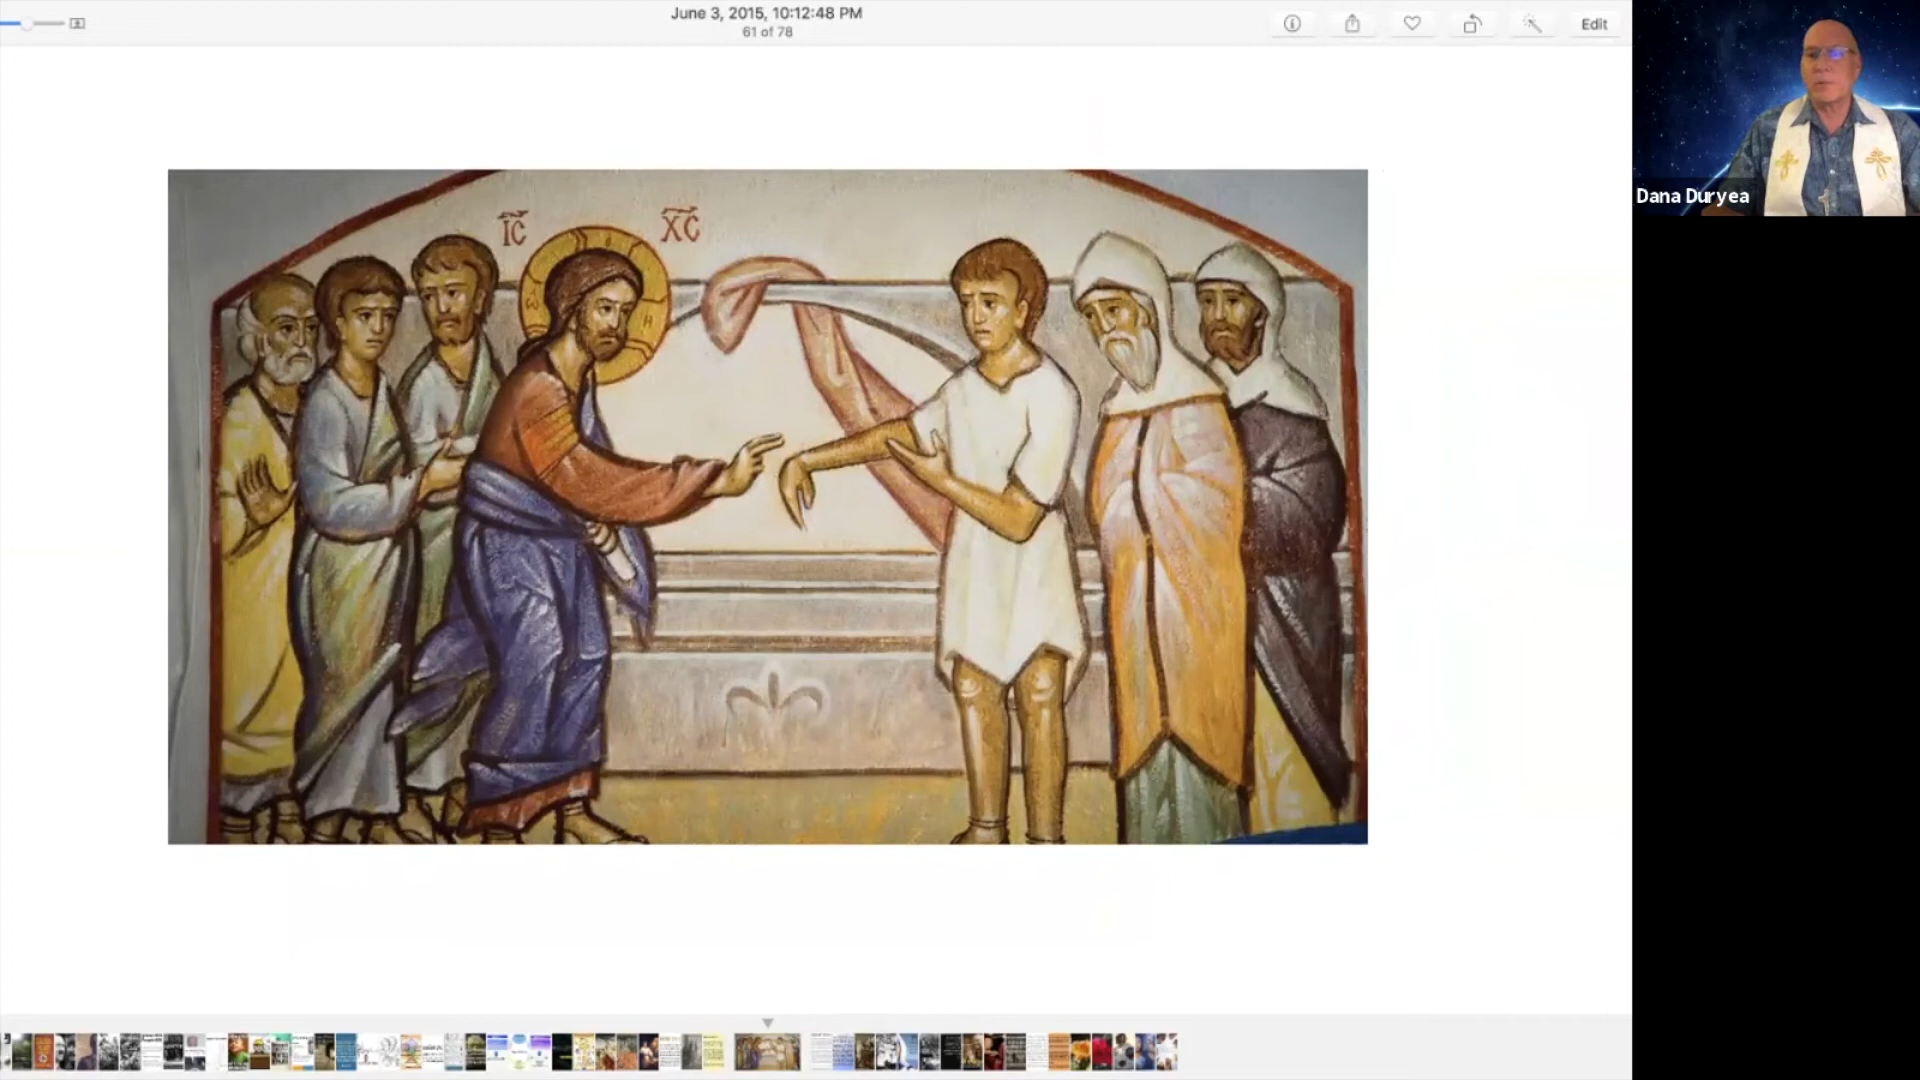 June 3, 2015, 10:12:48 PM
61 of 78
Edit
Dana Duryea
IC XC
ω Η